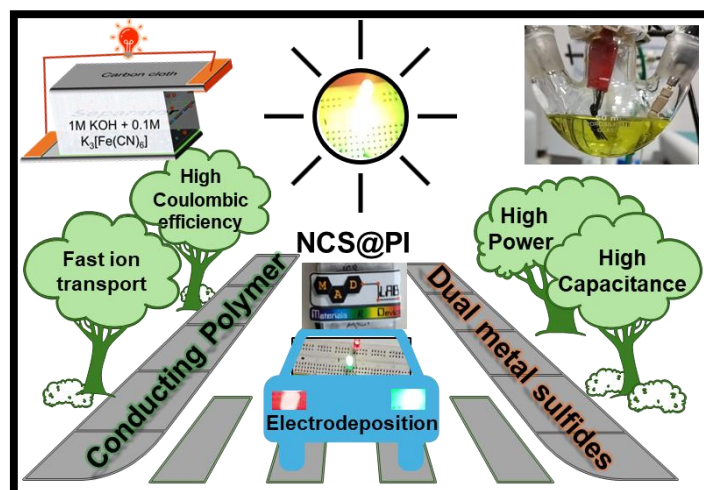 Carbon cloth
1M KOH + 0.1M
K₃[Fe(CN)₆]
High
Coulombic
efficiency
Fast ion
transport
NCS@PI
High
Power
High
Capacitance
Conducting Polymer
Dual metal sulfides
MAD
LAB
Electrodeposition